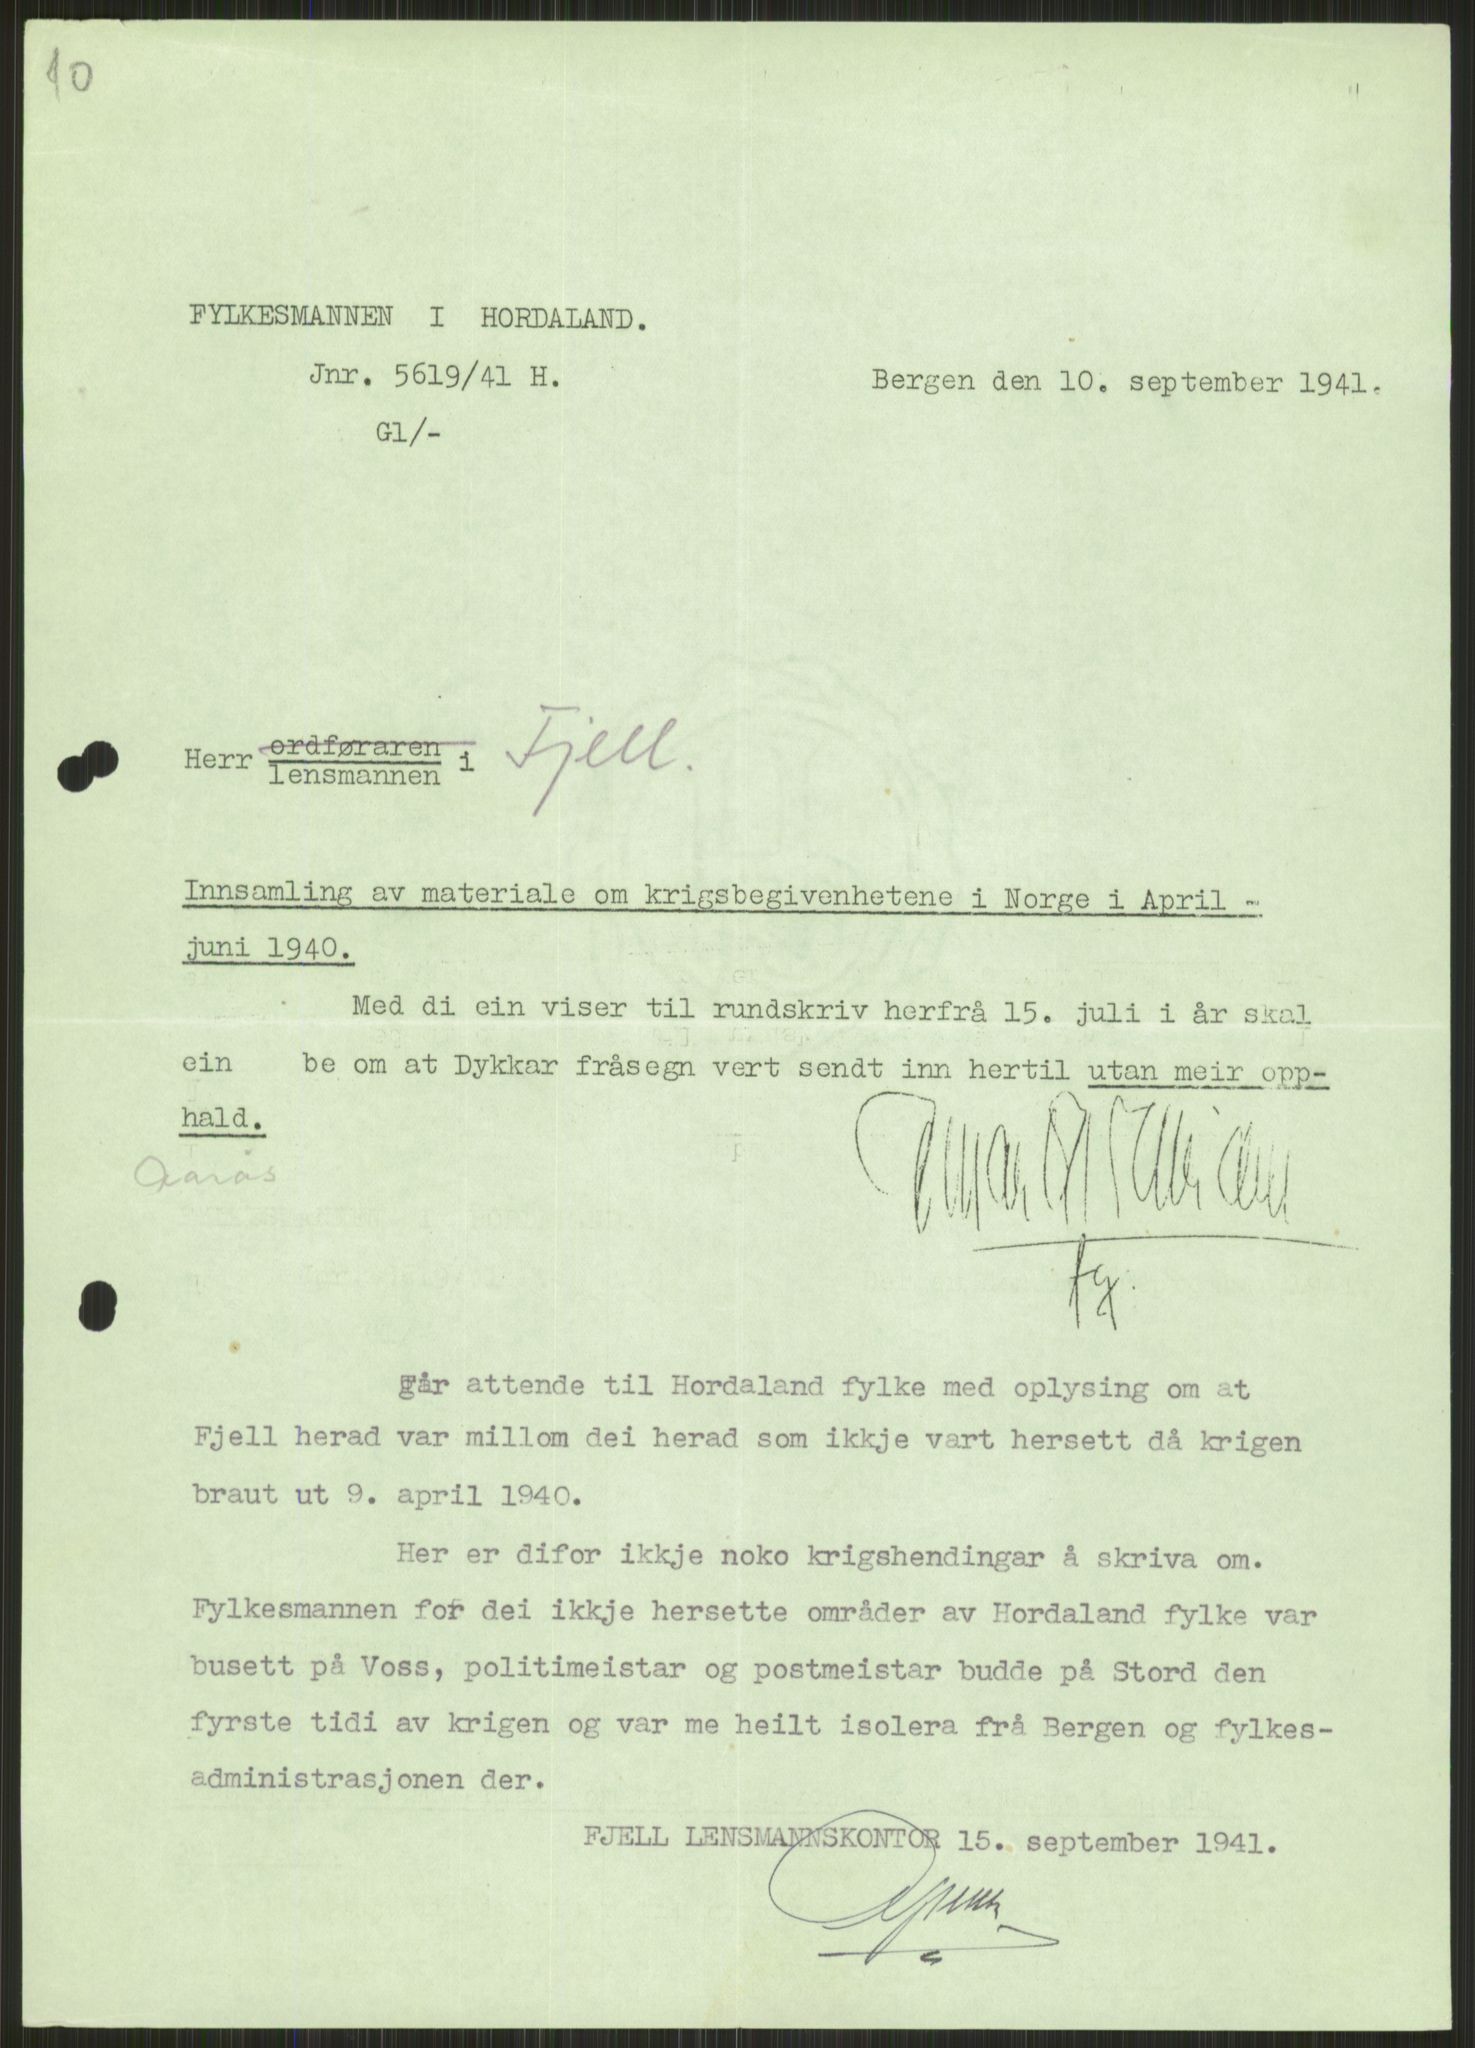 10
FYLKESMANNEN I HORDALAND.
Jnr. 5619/41 H.
Bergen den 10. september 1941.
Gl/-
ordføraren
Herr i Fjell.
lensmannen
Innsamling av materiale om krigsbegivenhetene i Norge i April -
juni 1940.
Med di ein viser til rundskriv herfrå 15. juli i år skal
ein be om at Dykkar fråsegn vert sendt inn hertil utan meir opp-
hald.
fg.
går attende til Hordaland fylke med oplysing om at
Fjell herad var millom dei herad som ikkje vart hersett då krigen
braut ut 9. april 1940.
Her er difor ikkje noko krigshendingar å skriva om.
Fylkesmannen for dei ikkje hersette områder av Hordaland fylke var
busett på Voss, politimeistar og postmeistar budde på Stord den
fyrste tidi av krigen og var me heilt isolera frå Bergen og fylkes-
administrasjonen der.
FJELL LENSMANNSKONTOR 15. september 1941.